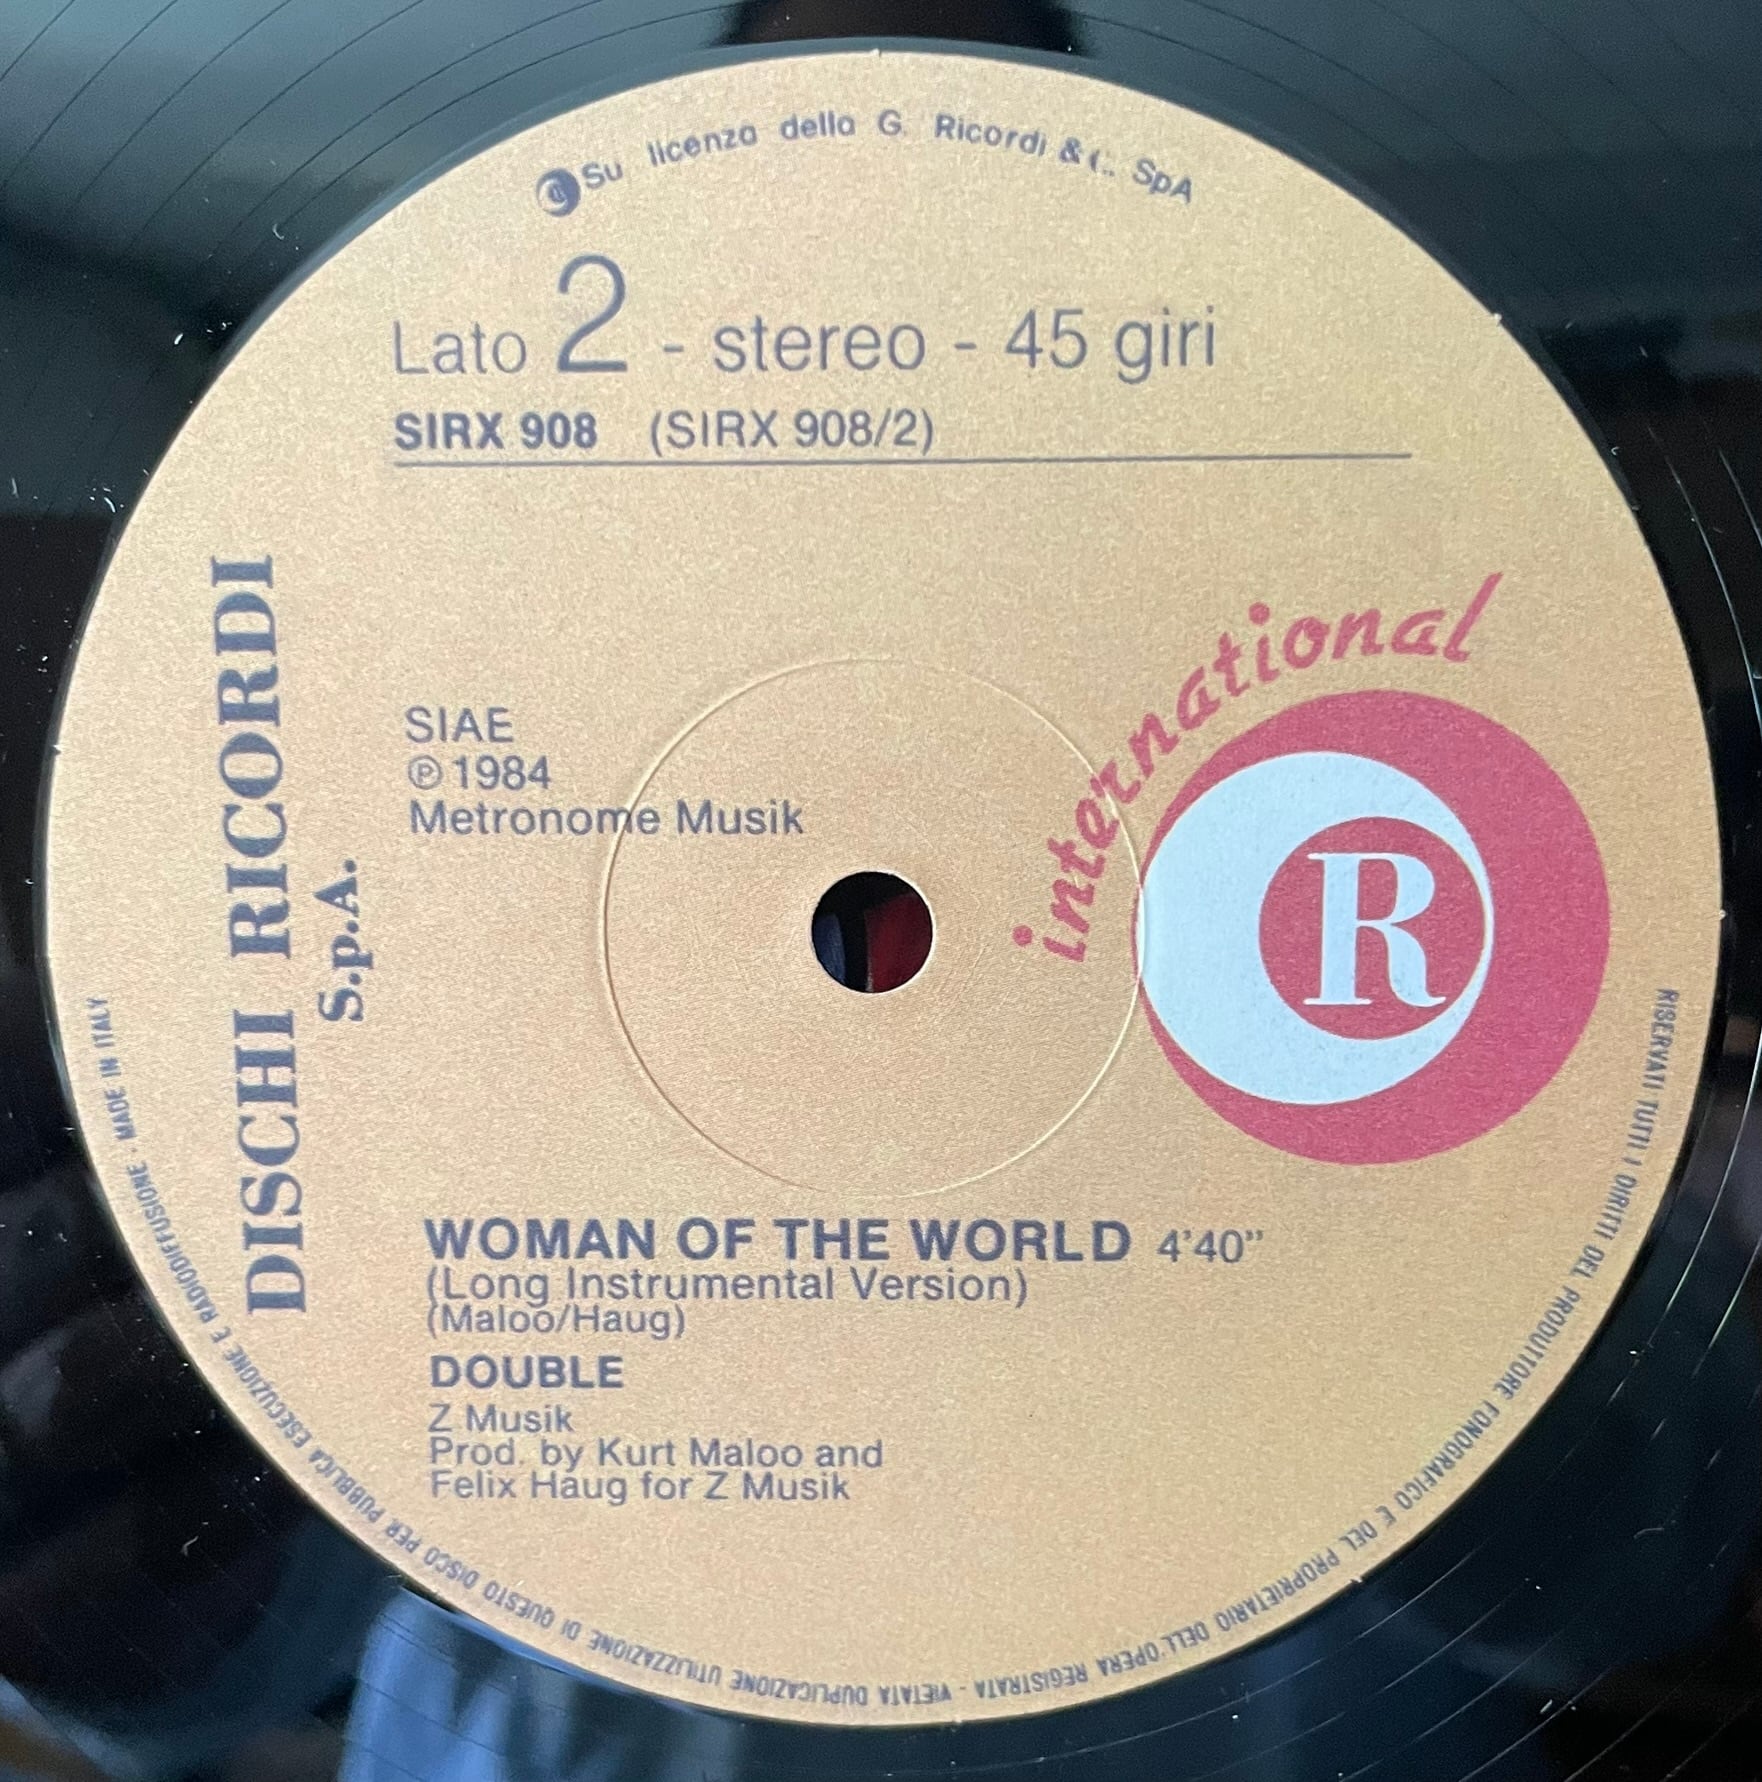 Su licenza della G. Ricordi & C. SpA
Lato 2 - stereo - 45 giri
SIRX 908 (SIRX 908/2)
DISCHI RICORDI
S.p.A.
SIAE
℗ 1984
Metronome Musik
international
R
WOMAN OF THE WORLD 4'40"
(Long Instrumental Version)
(Maloo/Haug)
DOUBLE
Z Musik
Prod. by Kurt Maloo and
Felix Haug for Z Musik
RISERVATI TUTTI I DIRITTI DEL PRODUTTORE FONOGRAFICO E DEL PROPRIETARIO DELL'OPERA REGISTRATA - VIETATA DUPLICAZIONE UTILIZZAZIONE DI QUESTO DISCO PER PUBBLICA ESECUZIONE E RADIODIFFUSIONE - MADE IN ITALY